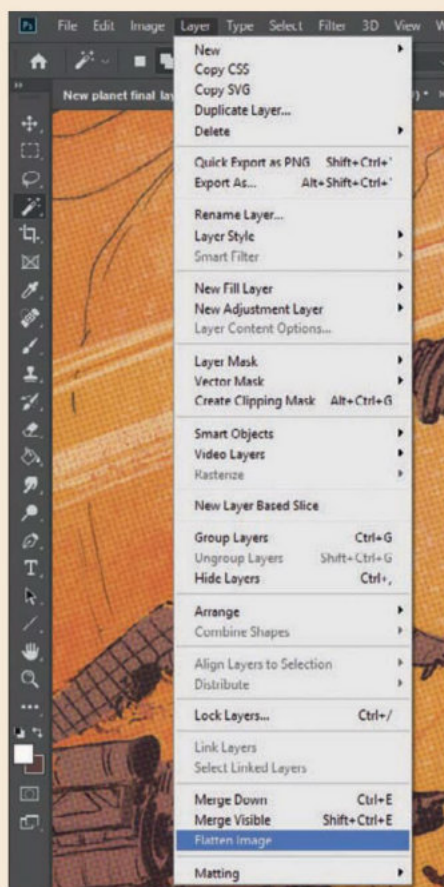 Ps File Edit Image Layer Type Select Filter 3D View W
New planet final lay
New
Copy CSS
Copy SVG
Duplicate Layer...
Delete
Quick Export as PNG Shift+Ctrl+'
Export As... Alt+Shift+Ctrl+'
Rename Layer...
Layer Style
Smart Filter
New Fill Layer
New Adjustment Layer
Layer Content Options...
Layer Mask
Vector Mask
Create Clipping Mask Alt+Ctrl+G
Smart Objects
Video Layers
Rasterize
New Layer Based Slice
Group Layers Ctrl+G
Ungroup Layers Shift+Ctrl+G
Hide Layers Ctrl+,
Arrange
Combine Shapes
Align Layers to Selection
Distribute
Lock Layers... Ctrl+/
Link Layers
Select Linked Layers
Merge Down Ctrl+E
Merge Visible Shift+Ctrl+E
Flatten Image
Matting